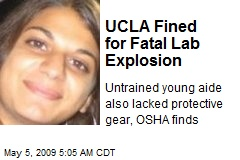 UCLA Fined
for Fatal Lab
Explosion
Untrained young aide
also lacked protective
gear, OSHA finds
May 5, 2009 5:05 AM CDT